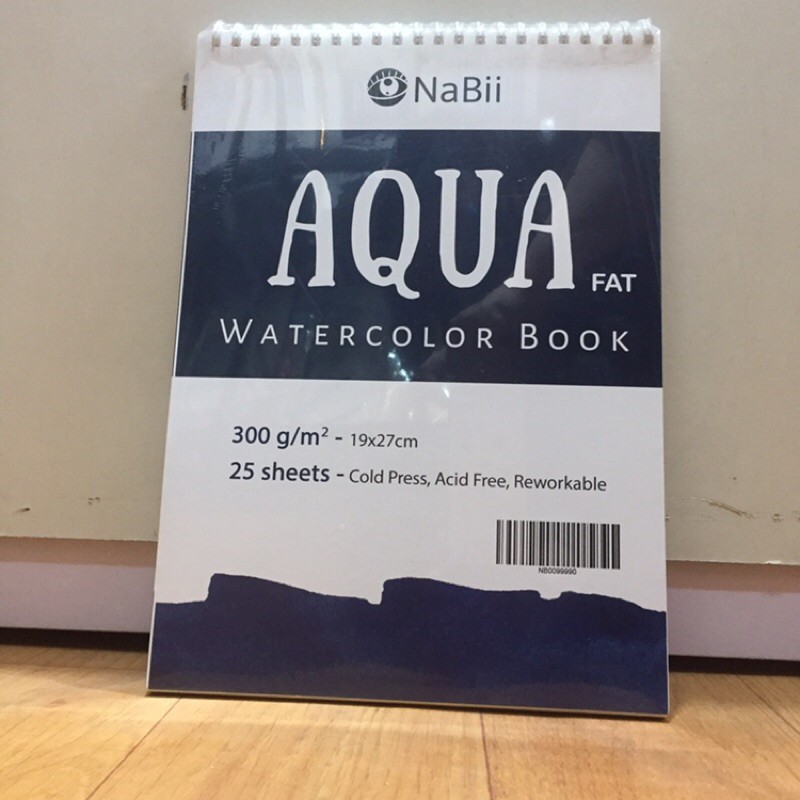 NaBii
AQUA
FAT
WATERCOLOR BOOK
300 g/m² - 19x27cm
25 sheets - Cold Press, Acid Free, Reworkable
NB0099990